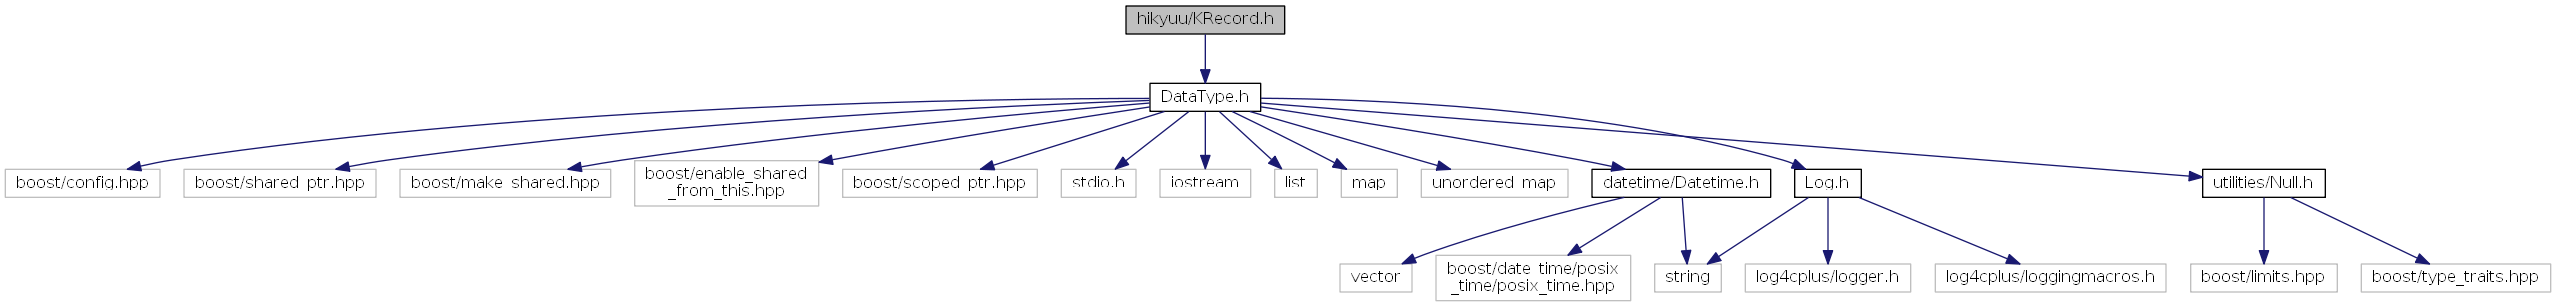 hikyuu/KRecord.h
DataType.h
boost/config.hpp
boost/shared_ptr.hpp
boost/make_shared.hpp
boost/enable_shared
_from_this.hpp
boost/scoped_ptr.hpp
stdio.h
iostream
list
map
unordered_map
datetime/Datetime.h
Log.h
utilities/Null.h
vector
boost/date_time/posix
_time/posix_time.hpp
string
log4cplus/logger.h
log4cplus/loggingmacros.h
boost/limits.hpp
boost/type_traits.hpp